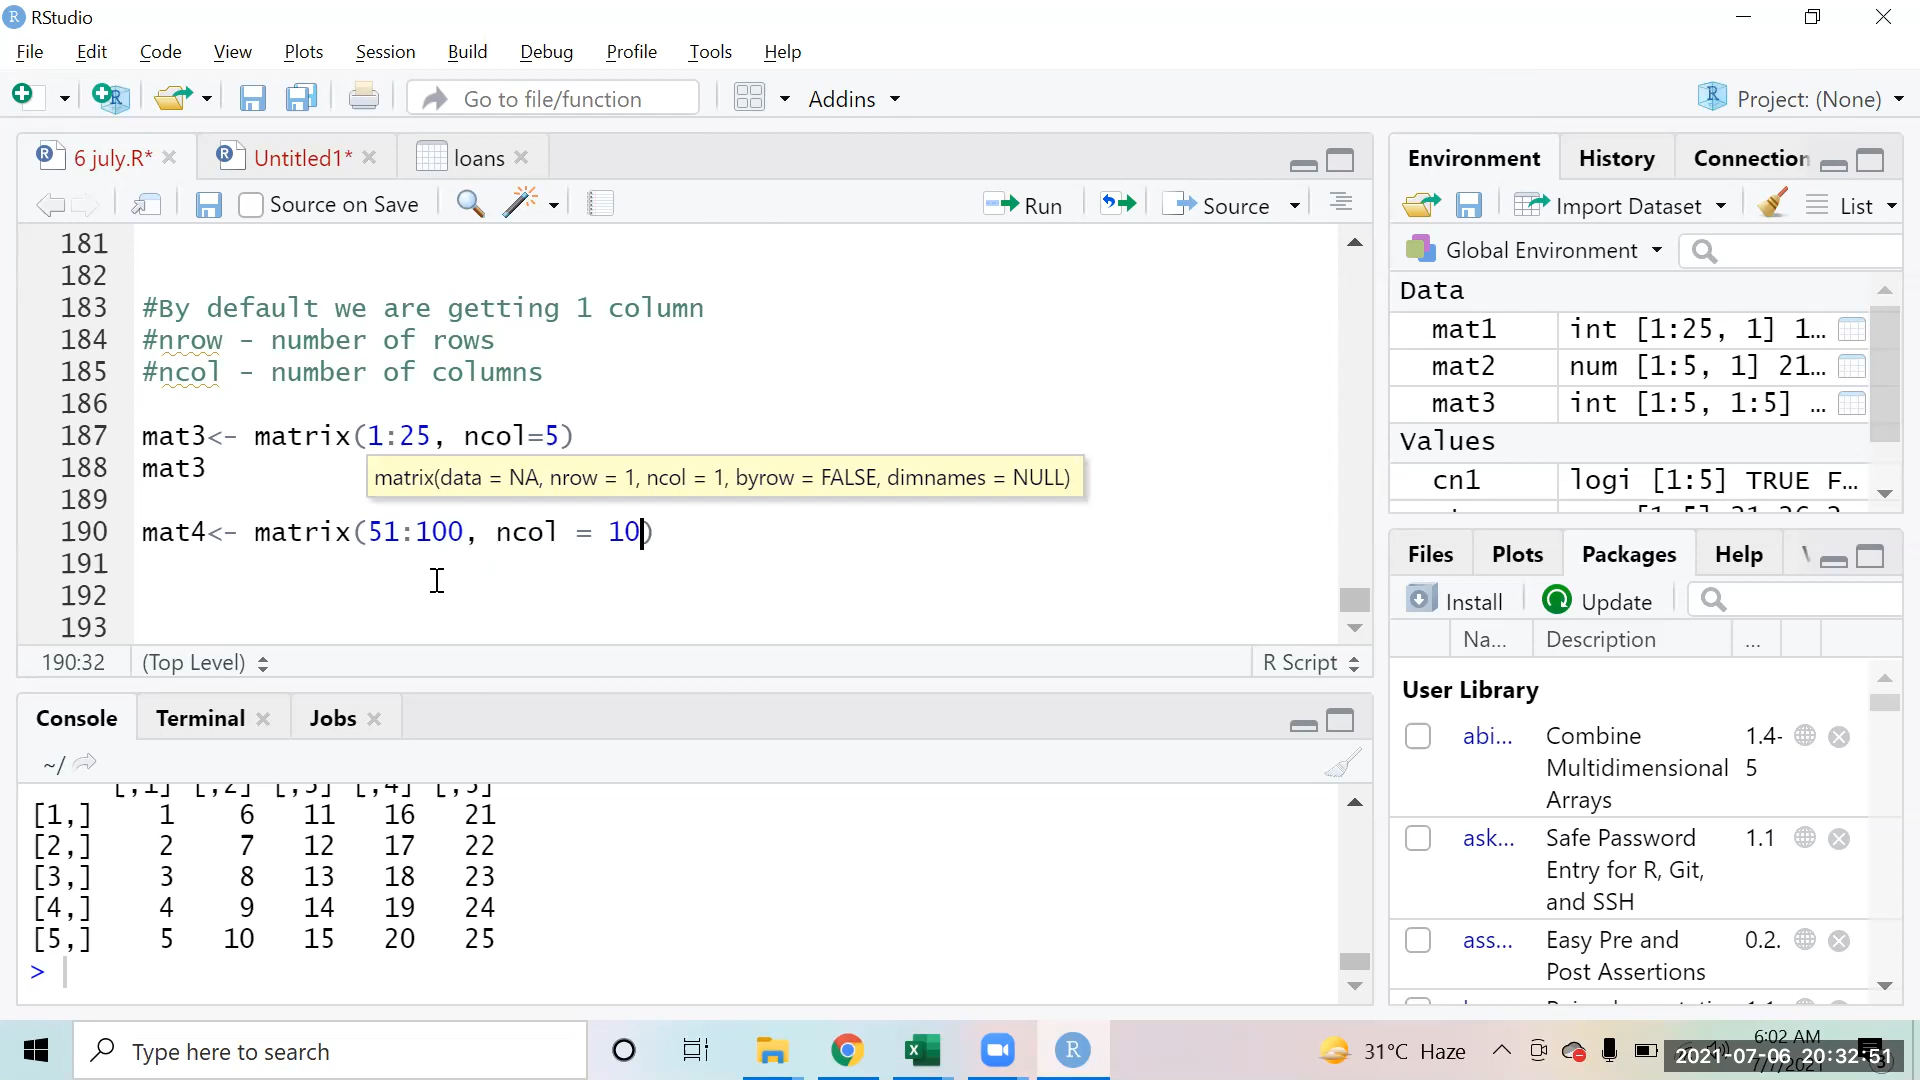 RStudio
File Edit Code View Plots Session Build Debug Profile Tools Help
Go to file/function Addins Project: (None)
6 july.R* Untitled1* loans
Source on Save Run Source
181
182
183 #By default we are getting 1 column
184 #nrow - number of rows
185 #ncol - number of columns
186
187 mat3<- matrix(1:25, ncol=5)
188 mat3
matrix(data = NA, nrow = 1, ncol = 1, byrow = FALSE, dimnames = NULL)
189
190 mat4<- matrix(51:100, ncol = 10)
191
192
193
190:32 (Top Level) R Script
Console Terminal Jobs
~/
[,1] [,2] [,3] [,4] [,5]
[1,] 1 6 11 16 21
[2,] 2 7 12 17 22
[3,] 3 8 13 18 23
[4,] 4 9 14 19 24
[5,] 5 10 15 20 25
>
Environment History Connection
Import Dataset List
Global Environment
Data
mat1 int [1:25, 1] 1...
mat2 num [1:5, 1] 21...
mat3 int [1:5, 1:5] ...
Values
cn1 logi [1:5] TRUE F...
Files Plots Packages Help
Install Update
Na... Description ...
User Library
abi... Combine Multidimensional Arrays 1.4-5
ask... Safe Password Entry for R, Git, and SSH 1.1
ass... Easy Pre and Post Assertions 0.2.
Type here to search
31°C Haze
6:02 AM
2021-07-06 20:32:51